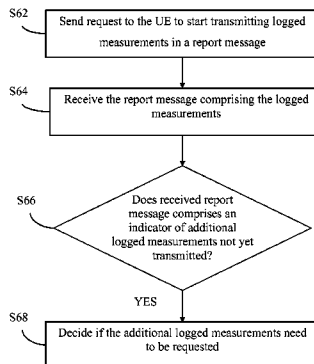 S62
Send request to the UE to start transmitting logged
measurements in a report message
S64
Receive the report message comprising the logged
measurements
S66
Does received report
message comprises an
indicator of additional
logged measurements not yet
transmitted?
YES
S68
Decide if the additional logged measurements need
to be requested